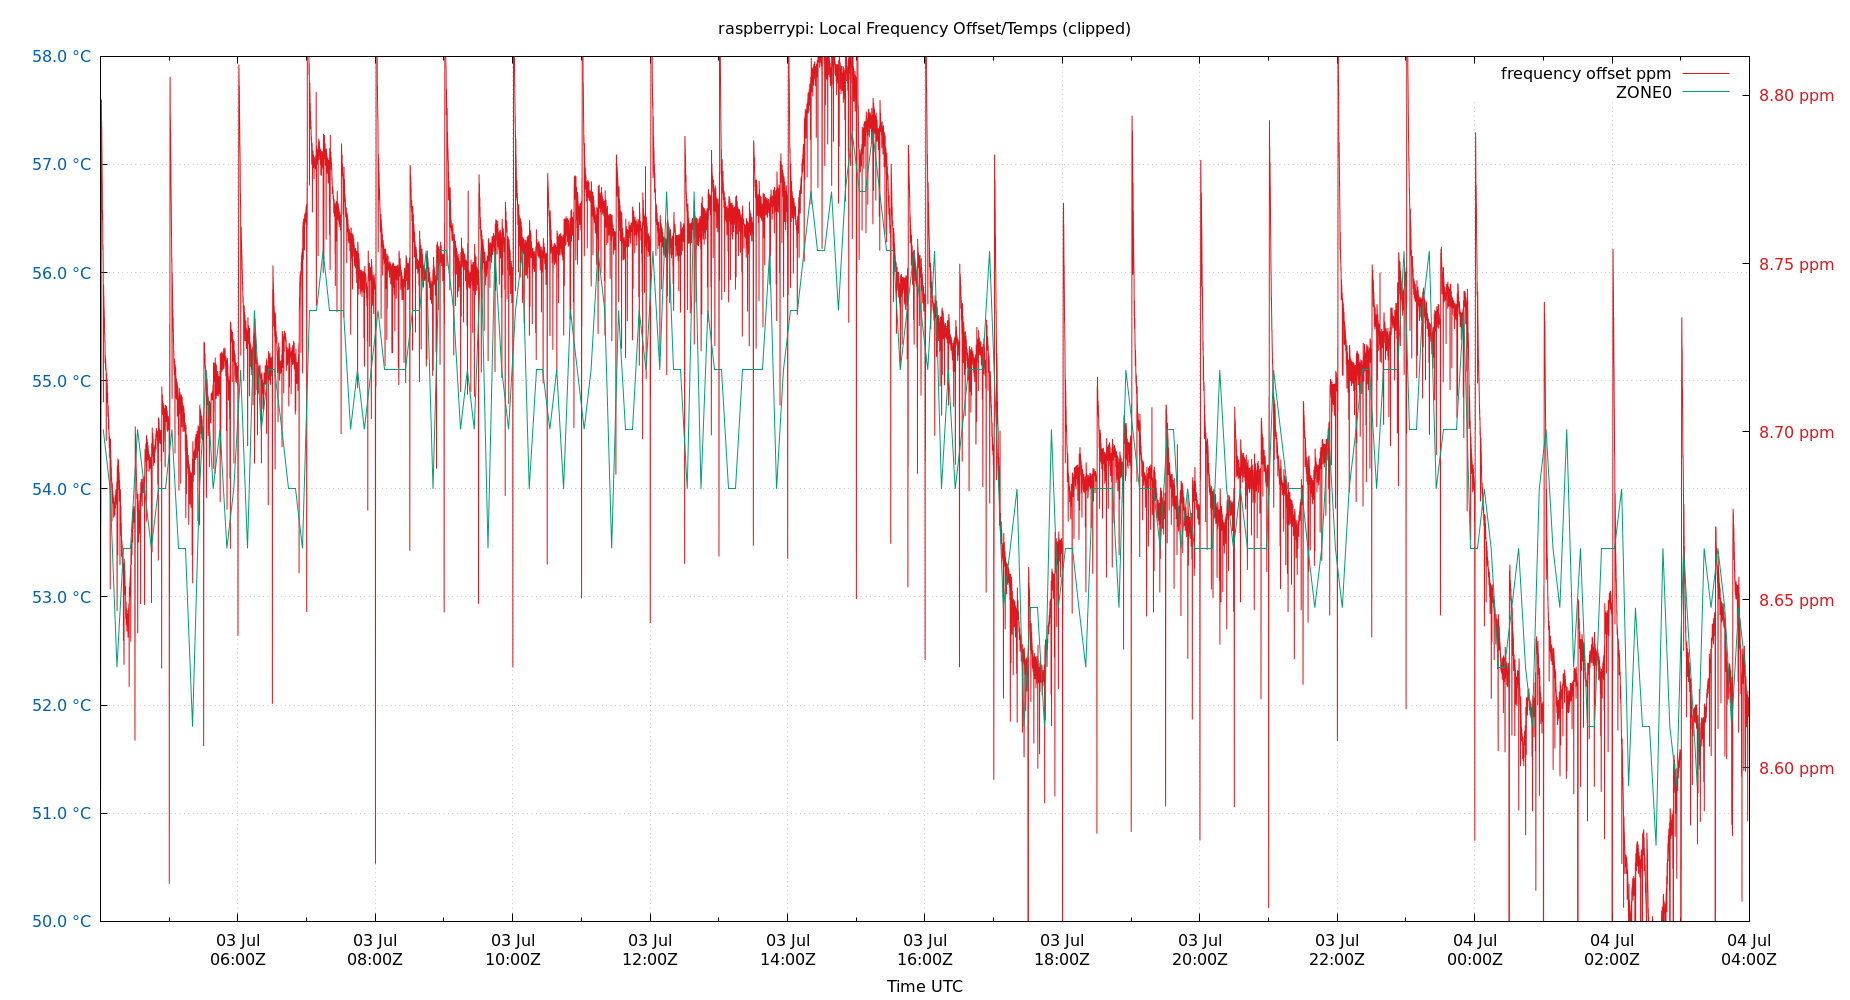 raspberrypi: Local Frequency Offset/Temps (clipped)
frequency offset ppm
ZONE0
58.0 °C
57.0 °C
56.0 °C
55.0 °C
54.0 °C
53.0 °C
52.0 °C
51.0 °C
50.0 °C
8.80 ppm
8.75 ppm
8.70 ppm
8.65 ppm
8.60 ppm
03 Jul
06:00Z
03 Jul
08:00Z
03 Jul
10:00Z
03 Jul
12:00Z
03 Jul
14:00Z
03 Jul
16:00Z
03 Jul
18:00Z
03 Jul
20:00Z
03 Jul
22:00Z
04 Jul
00:00Z
04 Jul
02:00Z
04 Jul
04:00Z
Time UTC